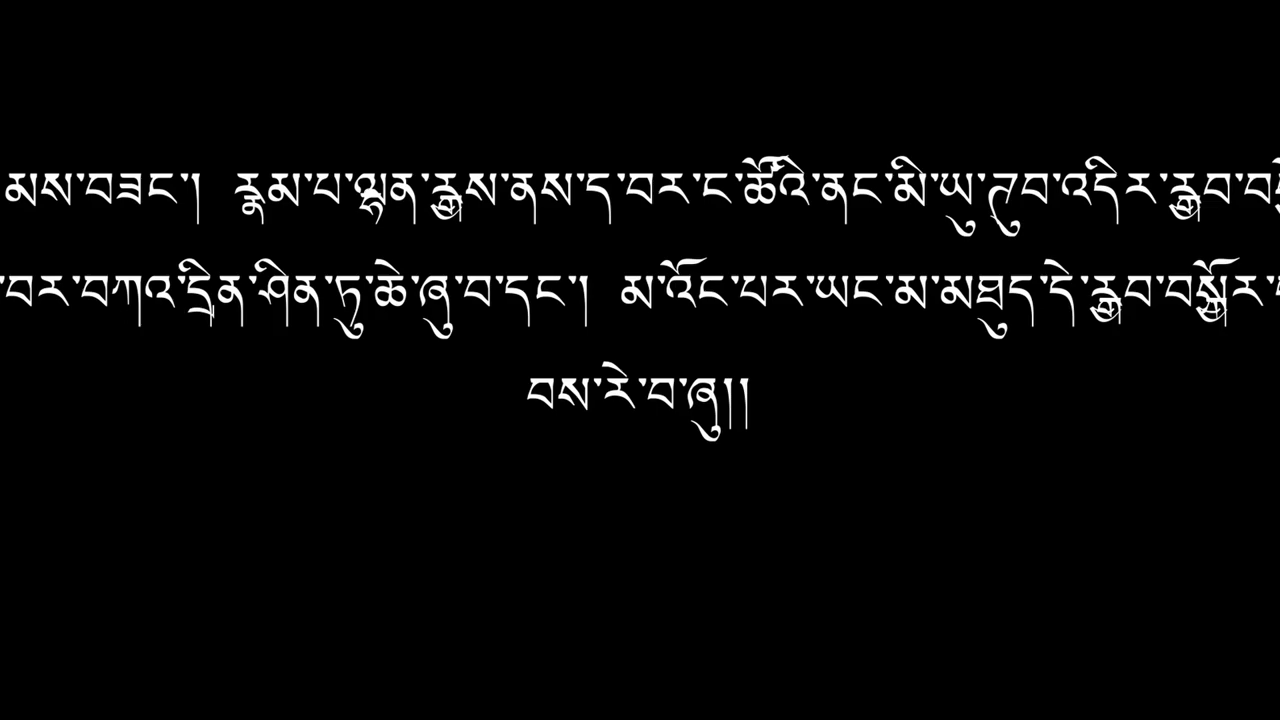 མས་བཟང་། རྣམ་པ་ལྷན་རྒྱས་ནས་ད་བར་ང་ཚོའི་ནང་མི་ཡུ་ཊུབ་འདིར་རྒྱབ་
བར་བཀའ་དྲིན་ཤིན་ཏུ་ཆེ་ཞུ་བ་དང་། མ་འོང་པར་ཡང་མ་མཐུད་དེ་རྒྱབ་བསྐྱོར་
བས་རེ་བ་ཞུ།།